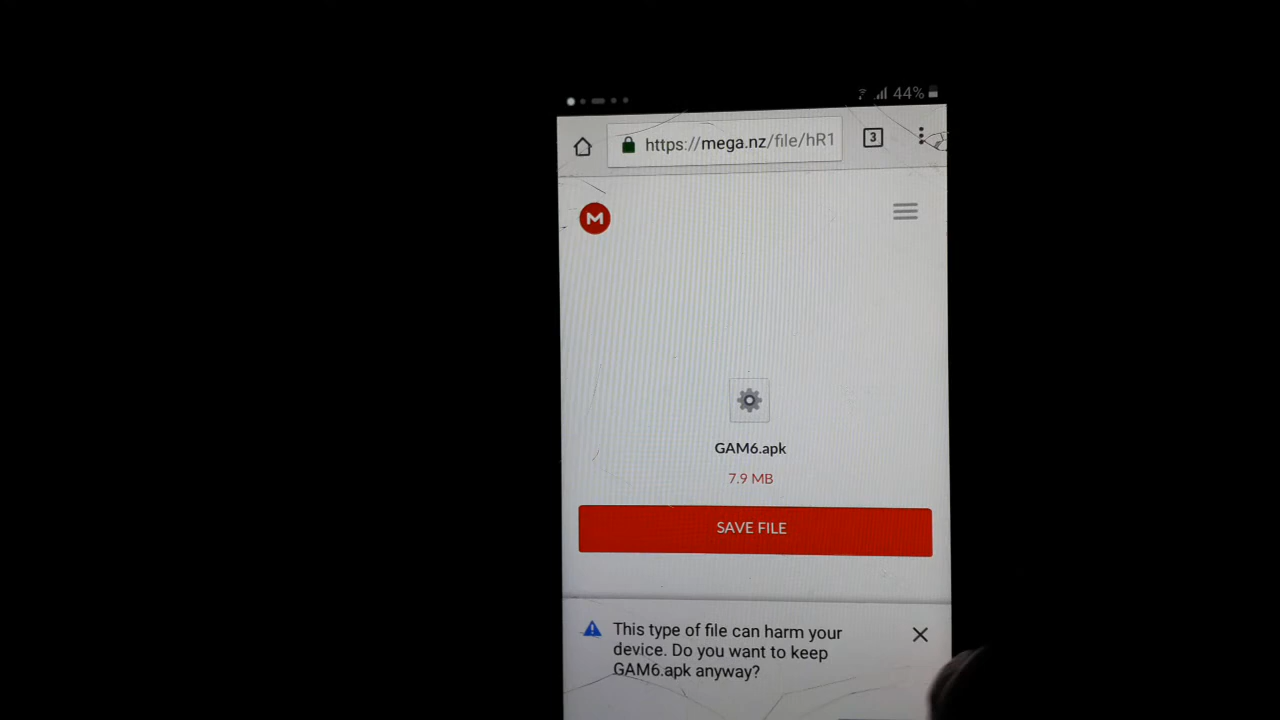 44%
https://mega.nz/file/hR1
3
M
GAM6.apk
7.9 MB
SAVE FILE
This type of file can harm your
device. Do you want to keep
GAM6.apk anyway?